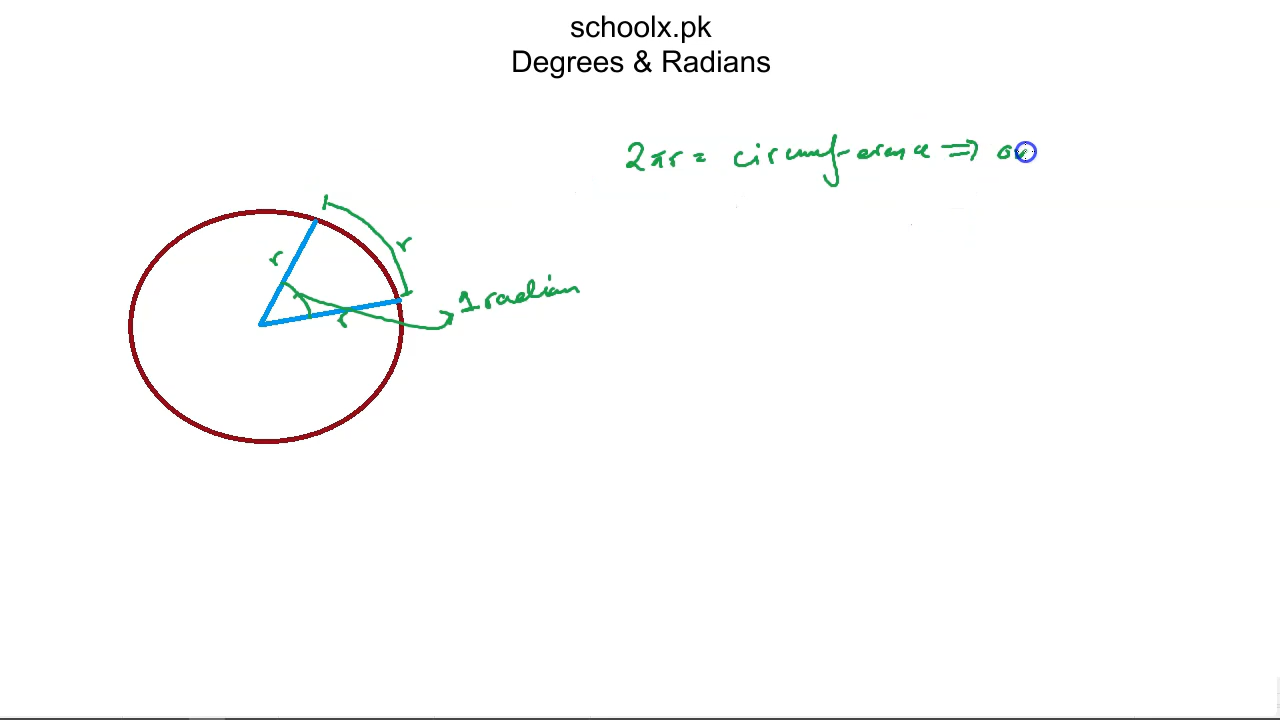 schoolx.pk
Degrees & Radians
2πr = circumference ⇒
r
r
r
1 radian